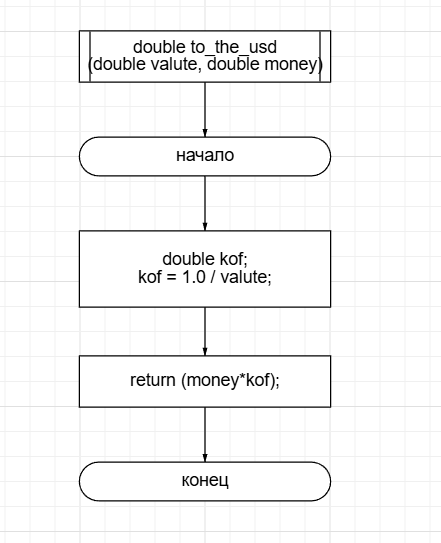 double to_the_usd
(double valute, double money)
начало
double kof;
kof = 1.0 / valute;
return (money*kof);
конец